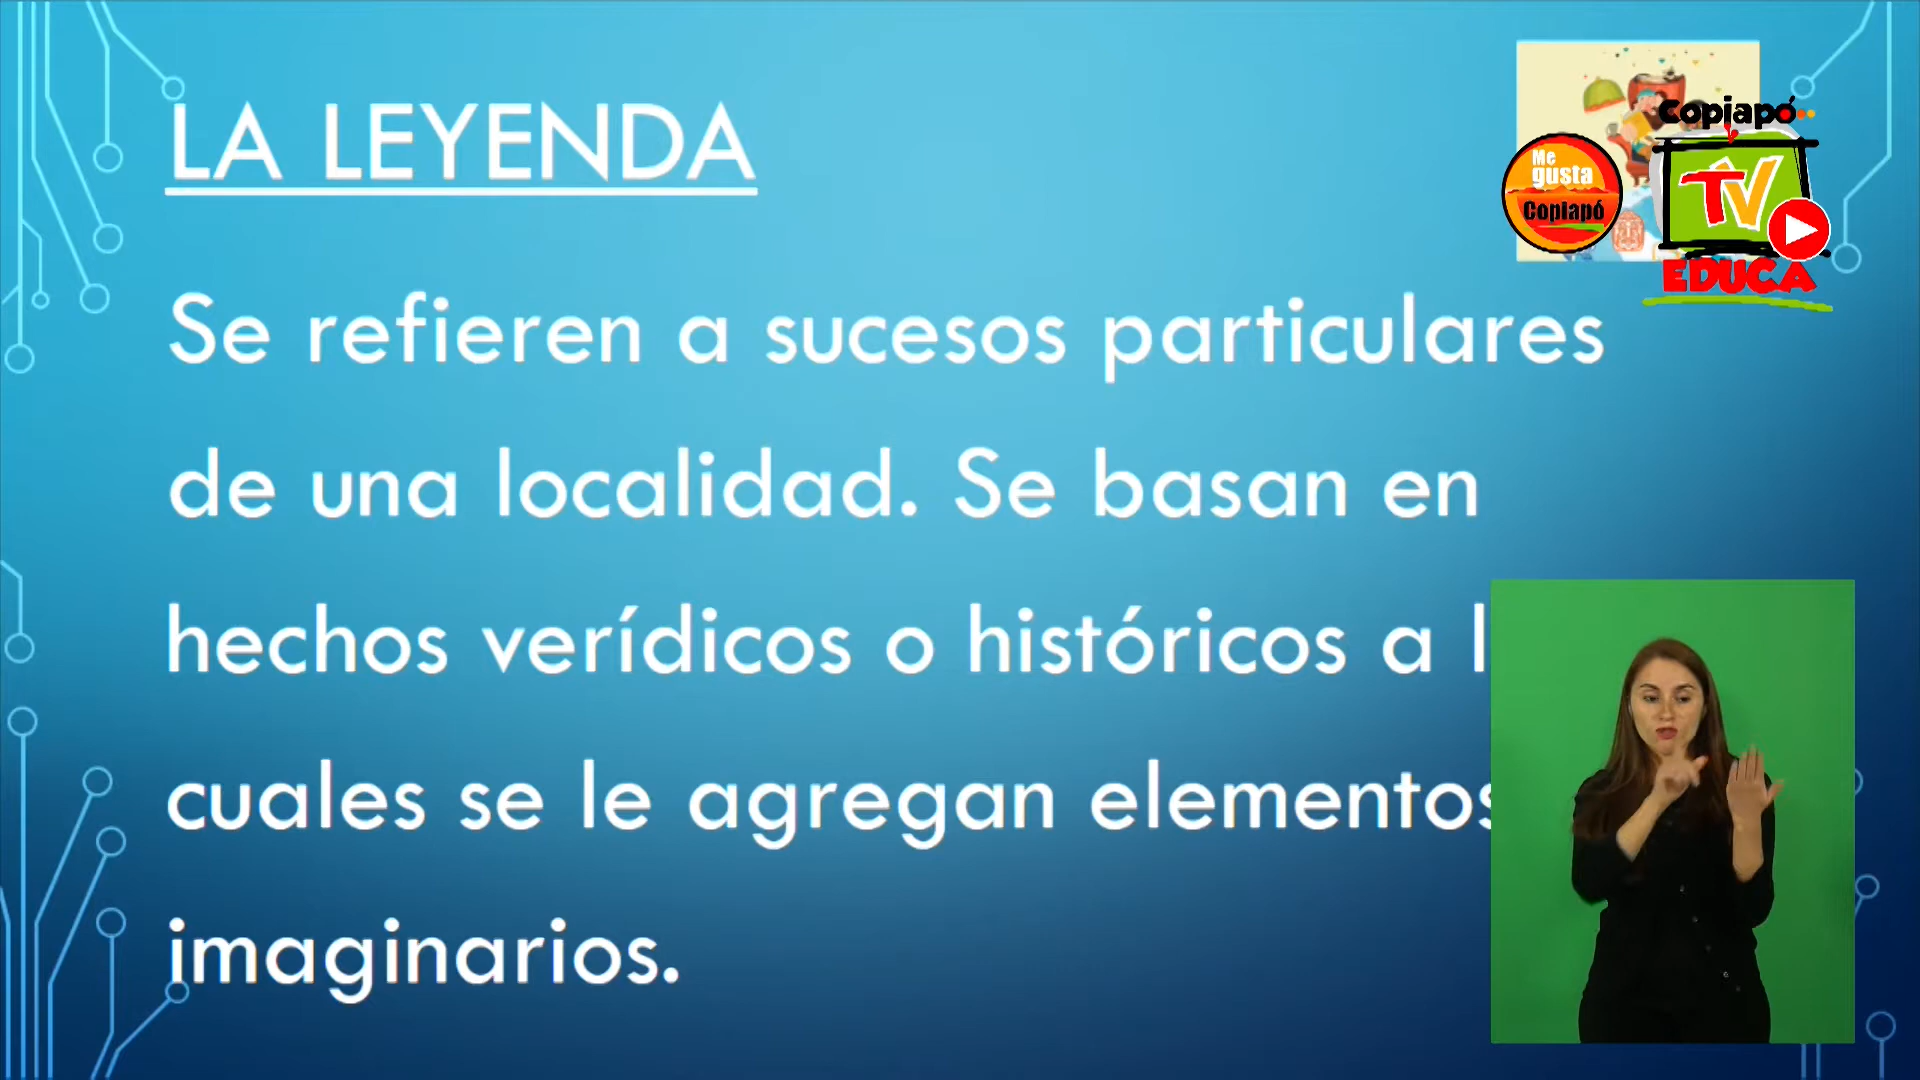 LA LEYENDA
Se refieren a sucesos particulares
de una localidad. Se basan en
hechos verídicos o históricos a
cuales se le agregan elementos
imaginarios.
Me
gusta
Copiapó
Copiapó
TV
EDUCA